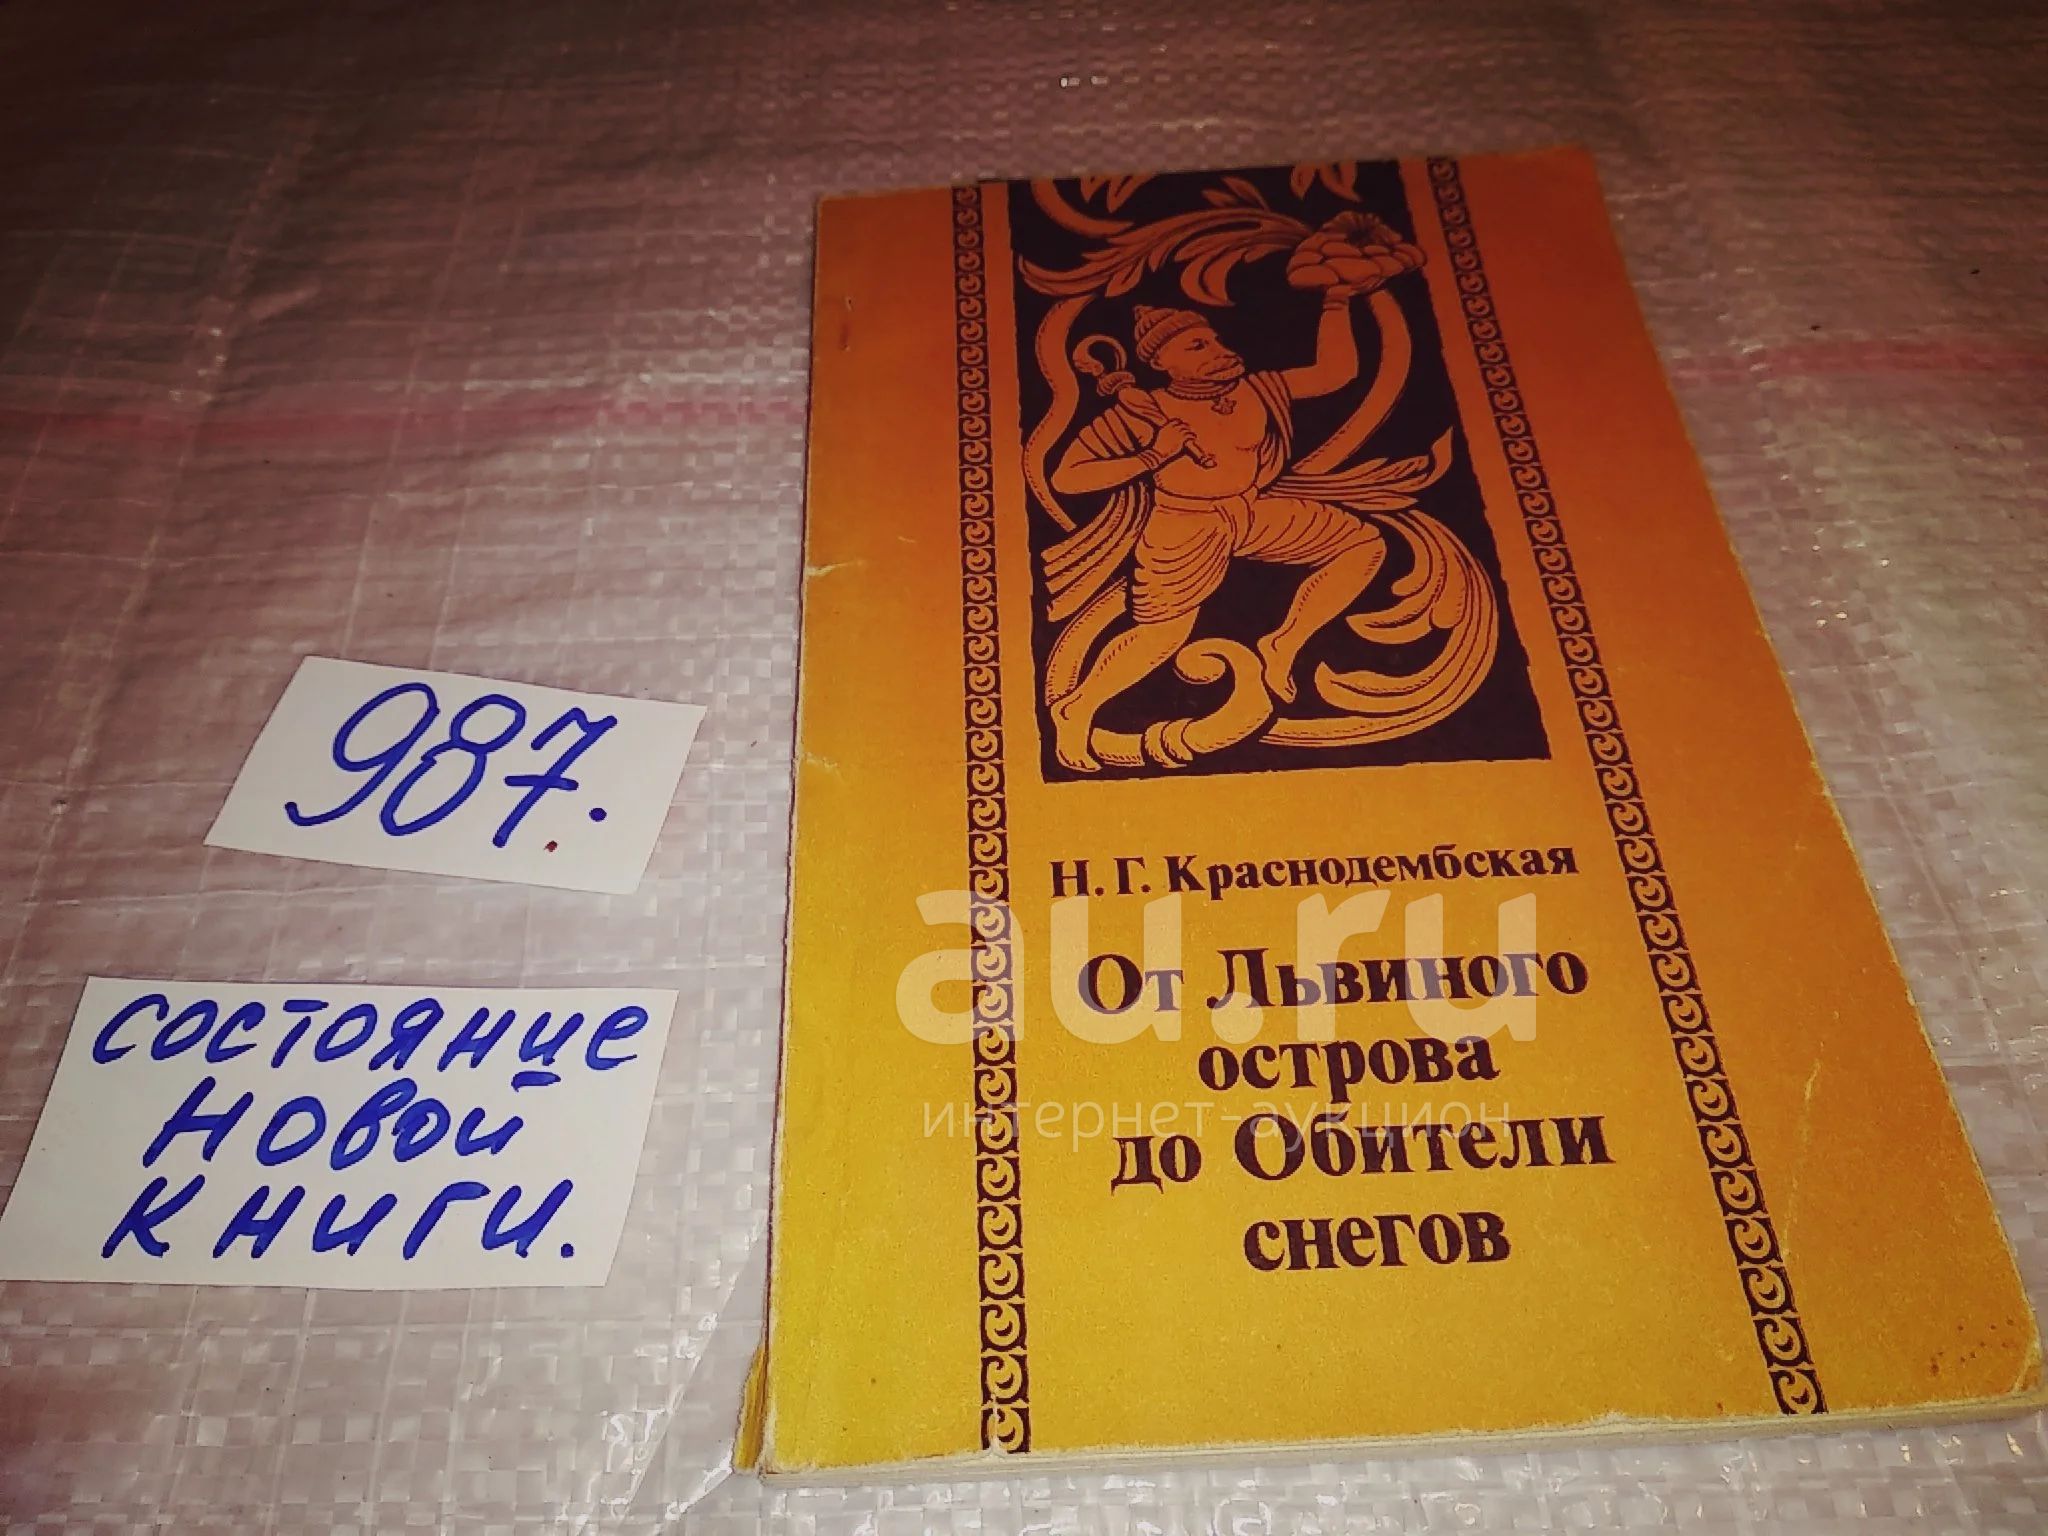 987.
состояние
новой
книги.
Н. Г. Краснодембская
От Львиного
острова
до Обители
снегов
au.ru
интернет-аукцион